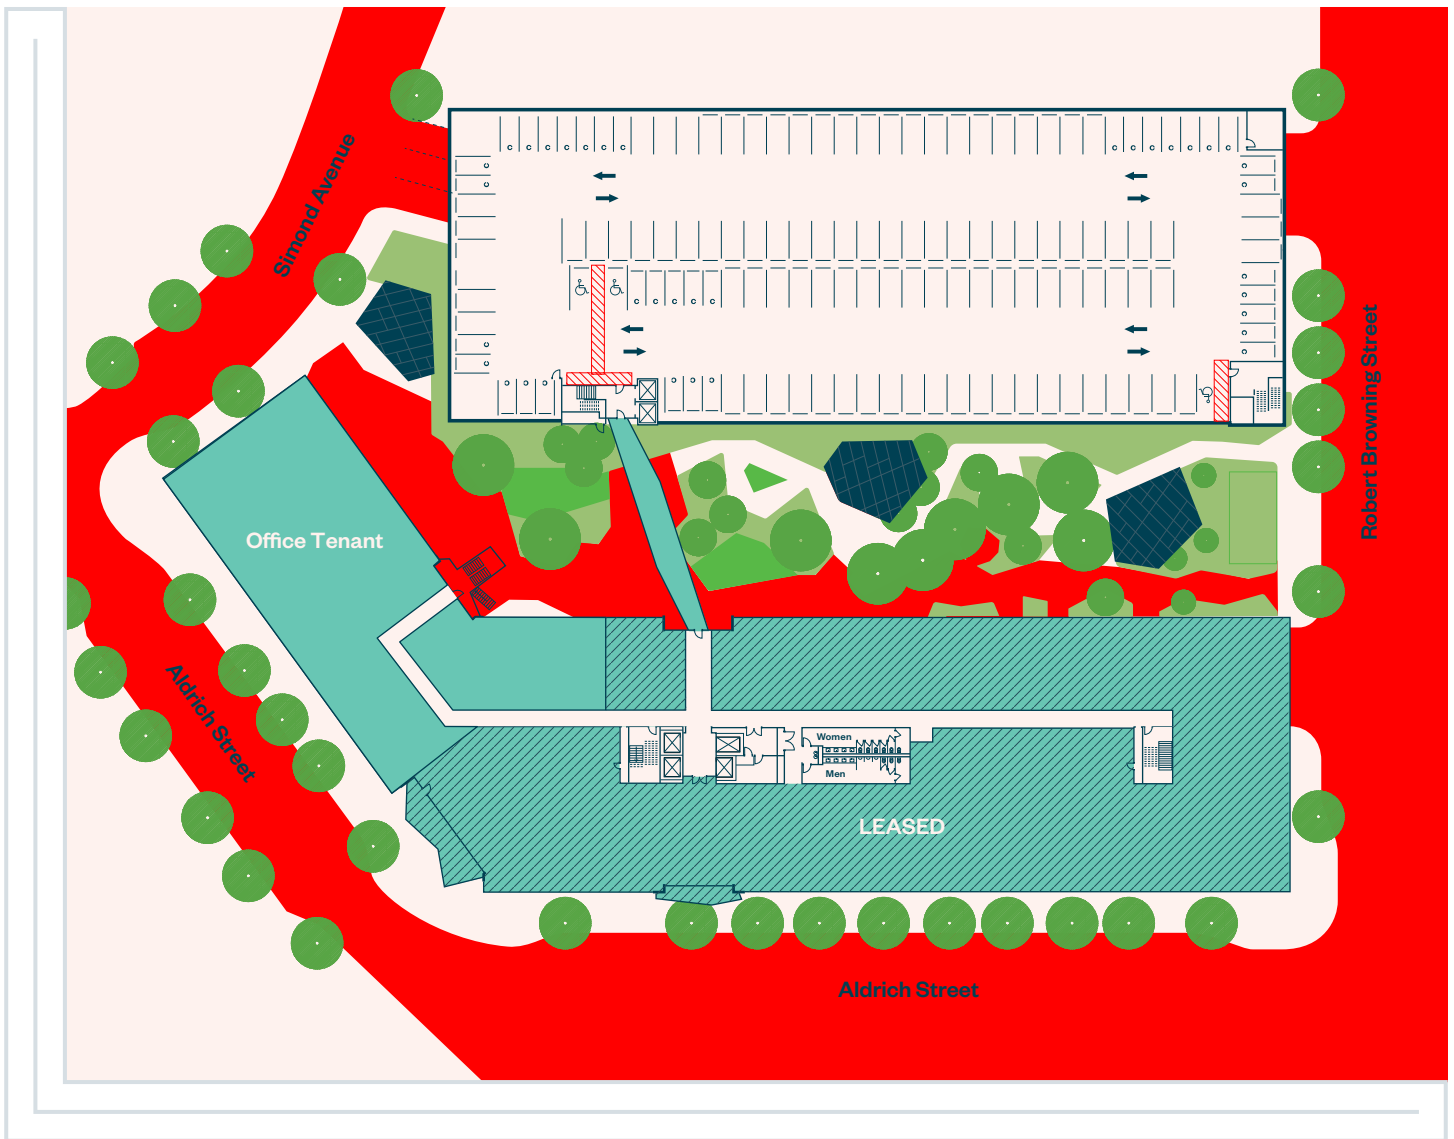 Simond Avenue
Robert Browning Street
Office Tenant
Aldrich Street
Women
Men
LEASED
Aldrich Street